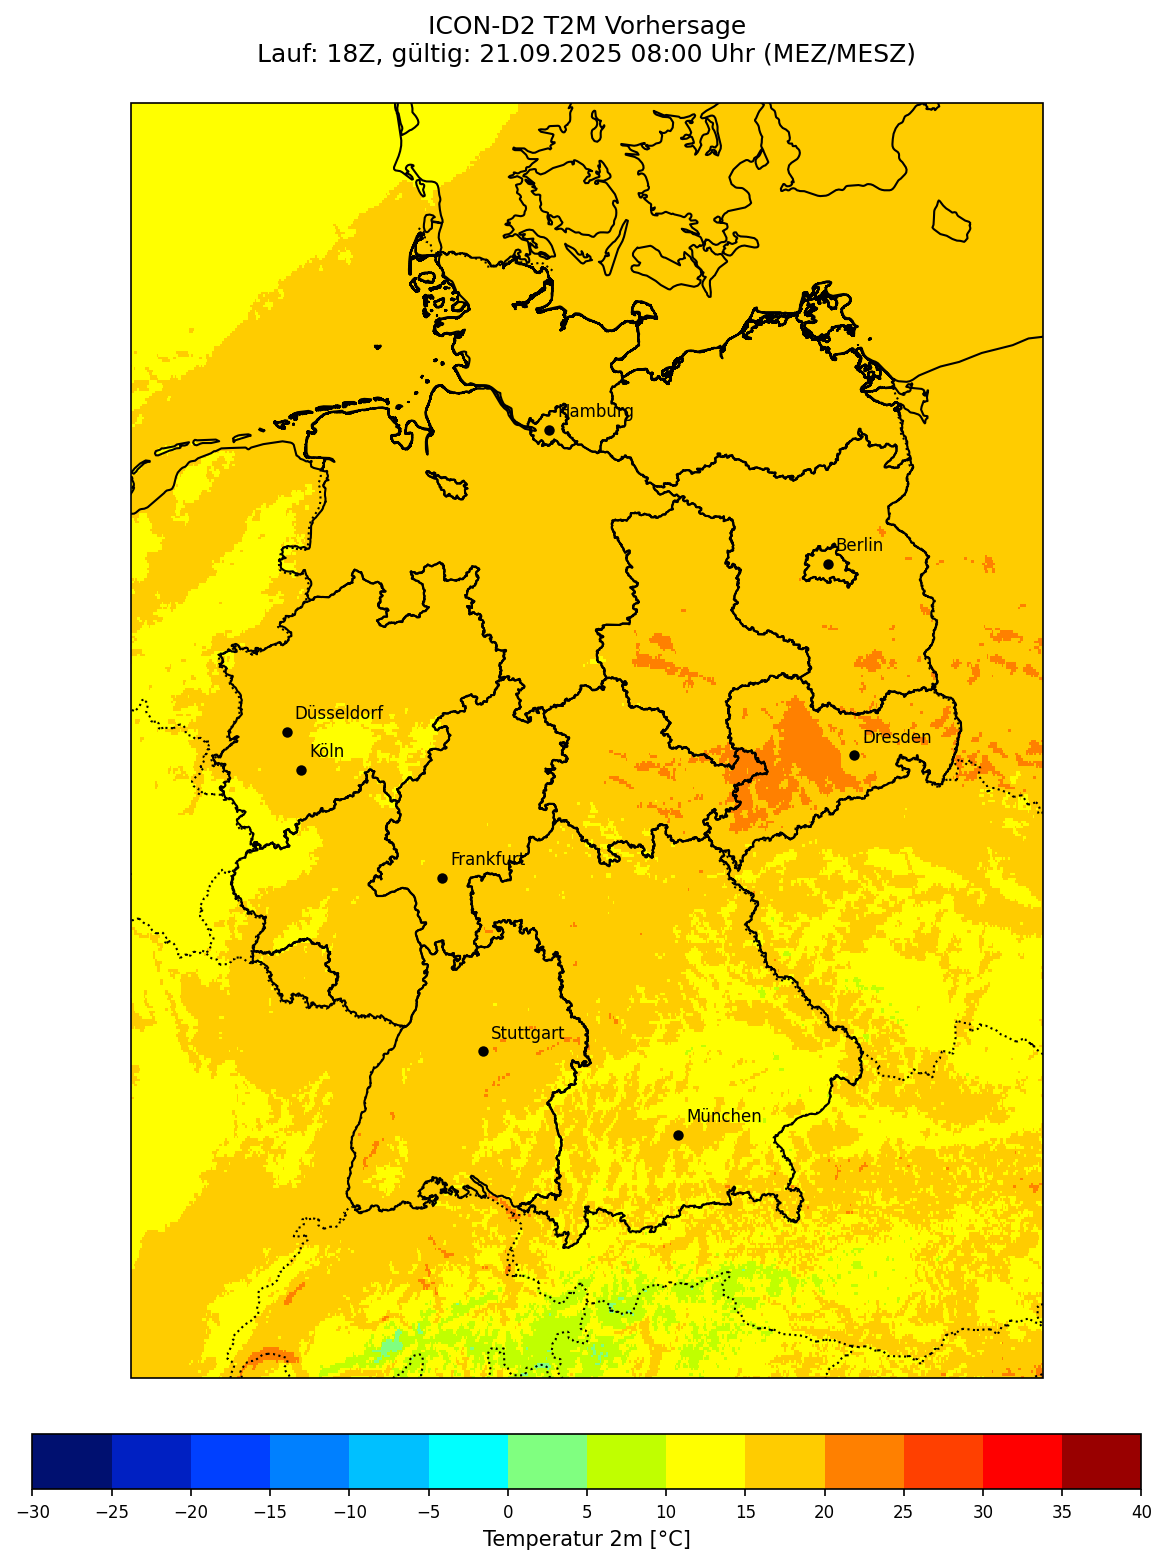 ICON-D2 T2M Vorhersage
Lauf: 18Z, gültig: 21.09.2025 08:00 Uhr (MEZ/MESZ)
Hamburg
Berlin
Düsseldorf
Dresden
Köln
Frankfurt
Stuttgart
München
−30 −25 −20 −15 −10 −5 0 5 10 15 20 25 30 35 40
Temperatur 2m [°C]